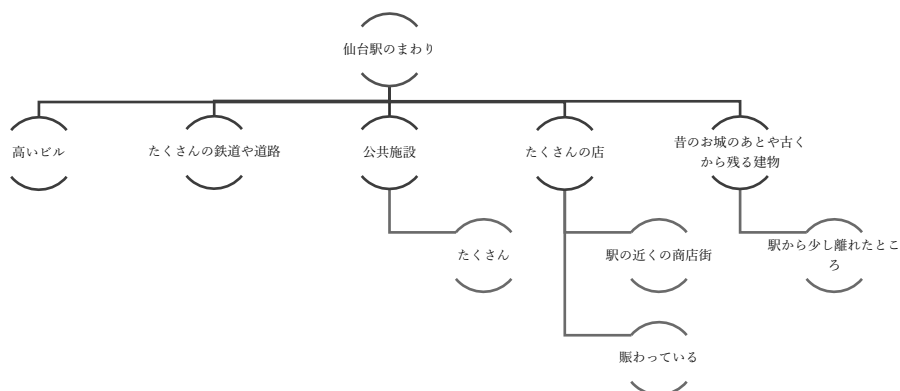 仙台駅のまわり
高いビル
たくさんの鉄道や道路
公共施設
たくさんの店
昔のお城のあとや古く
から残る建物
たくさん
駅の近くの商店街
駅から少し離れたとこ
ろ
賑わっている